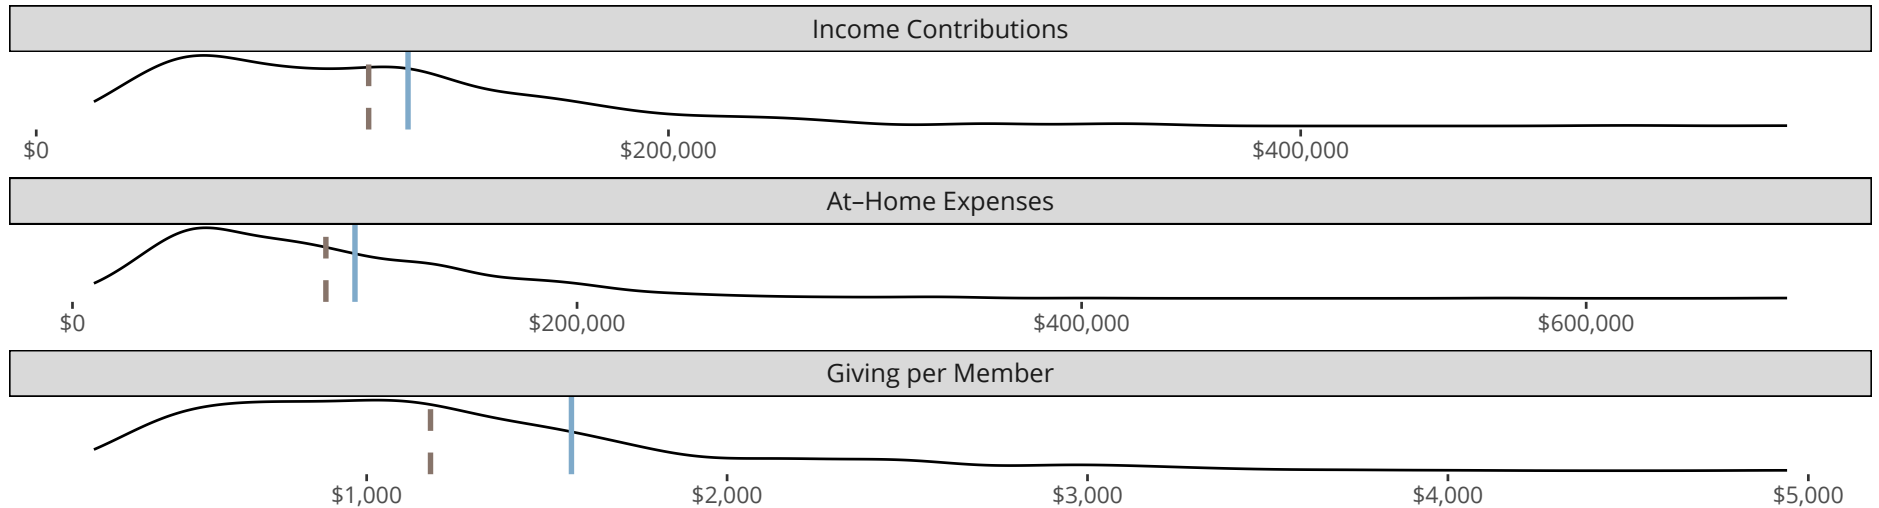 Income Contributions
$0 $200,000 $400,000
At–Home Expenses
$0 $200,000 $400,000 $600,000
Giving per Member
$1,000 $2,000 $3,000 $4,000 $5,000